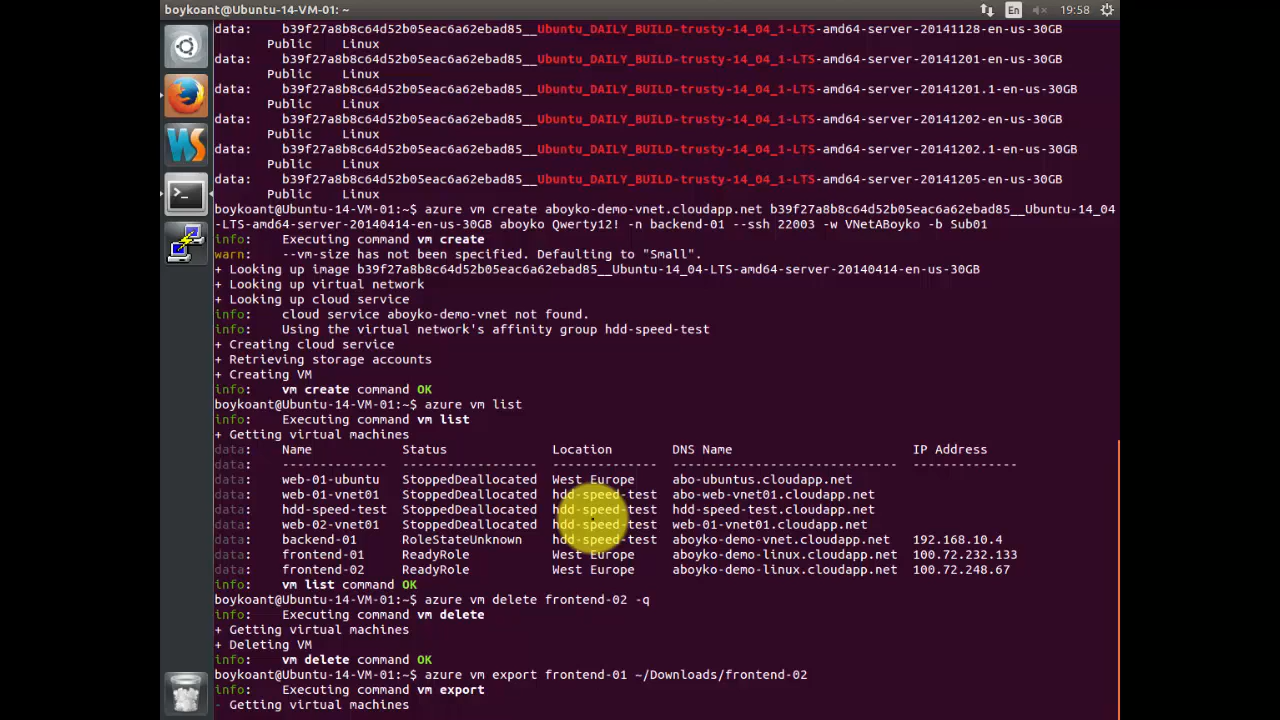 boykoant@Ubuntu-14-VM-01: ~
En
19:58
data:    b39f27a8b8c64d52b05eac6a62ebad85__Ubuntu_DAILY_BUILD-trusty-14_04_1-LTS-amd64-server-20141128-en-us-30GB
Public    Linux
data:    b39f27a8b8c64d52b05eac6a62ebad85__Ubuntu_DAILY_BUILD-trusty-14_04_1-LTS-amd64-server-20141201-en-us-30GB
Public    Linux
data:    b39f27a8b8c64d52b05eac6a62ebad85__Ubuntu_DAILY_BUILD-trusty-14_04_1-LTS-amd64-server-20141201.1-en-us-30GB
Public    Linux
data:    b39f27a8b8c64d52b05eac6a62ebad85__Ubuntu_DAILY_BUILD-trusty-14_04_1-LTS-amd64-server-20141202-en-us-30GB
Public    Linux
data:    b39f27a8b8c64d52b05eac6a62ebad85__Ubuntu_DAILY_BUILD-trusty-14_04_1-LTS-amd64-server-20141202.1-en-us-30GB
Public    Linux
data:    b39f27a8b8c64d52b05eac6a62ebad85__Ubuntu_DAILY_BUILD-trusty-14_04_1-LTS-amd64-server-20141205-en-us-30GB
Public    Linux
boykoant@Ubuntu-14-VM-01:~$ azure vm create aboyko-demo-vnet.cloudapp.net b39f27a8b8c64d52b05eac6a62ebad85__Ubuntu-14_04
-LTS-amd64-server-20140414-en-us-30GB aboyko Qwerty12! -n backend-01 --ssh 22003 -w VNetABoyko -b Sub01
info:    Executing command vm create
warn:    --vm-size has not been specified. Defaulting to "Small".
+ Looking up image b39f27a8b8c64d52b05eac6a62ebad85__Ubuntu-14_04-LTS-amd64-server-20140414-en-us-30GB
+ Looking up virtual network
+ Looking up cloud service
info:    cloud service aboyko-demo-vnet not found.
info:    Using the virtual network's affinity group hdd-speed-test
+ Creating cloud service
+ Retrieving storage accounts
+ Creating VM
info:    vm create command OK
boykoant@Ubuntu-14-VM-01:~$ azure vm list
info:    Executing command vm list
+ Getting virtual machines
data:    Name            Status              Location        DNS Name                        IP Address
data:    --------------  ------------------  --------------  ------------------------------  --------------
data:    web-01-ubuntu   StoppedDeallocated  West Europe     abo-ubuntus.cloudapp.net
data:    web-01-vnet01   StoppedDeallocated  hdd-speed-test  abo-web-vnet01.cloudapp.net
data:    hdd-speed-test  StoppedDeallocated  hdd-speed-test  hdd-speed-test.cloudapp.net
data:    web-02-vnet01   StoppedDeallocated  hdd-speed-test  web-01-vnet01.cloudapp.net
data:    backend-01      RoleStateUnknown    hdd-speed-test  aboyko-demo-vnet.cloudapp.net   192.168.10.4
data:    frontend-01     ReadyRole           West Europe     aboyko-demo-linux.cloudapp.net  100.72.232.133
data:    frontend-02     ReadyRole           West Europe     aboyko-demo-linux.cloudapp.net  100.72.248.67
info:    vm list command OK
boykoant@Ubuntu-14-VM-01:~$ azure vm delete frontend-02 -q
info:    Executing command vm delete
+ Getting virtual machines
+ Deleting VM
info:    vm delete command OK
boykoant@Ubuntu-14-VM-01:~$ azure vm export frontend-01 ~/Downloads/frontend-02
info:    Executing command vm export
- Getting virtual machines